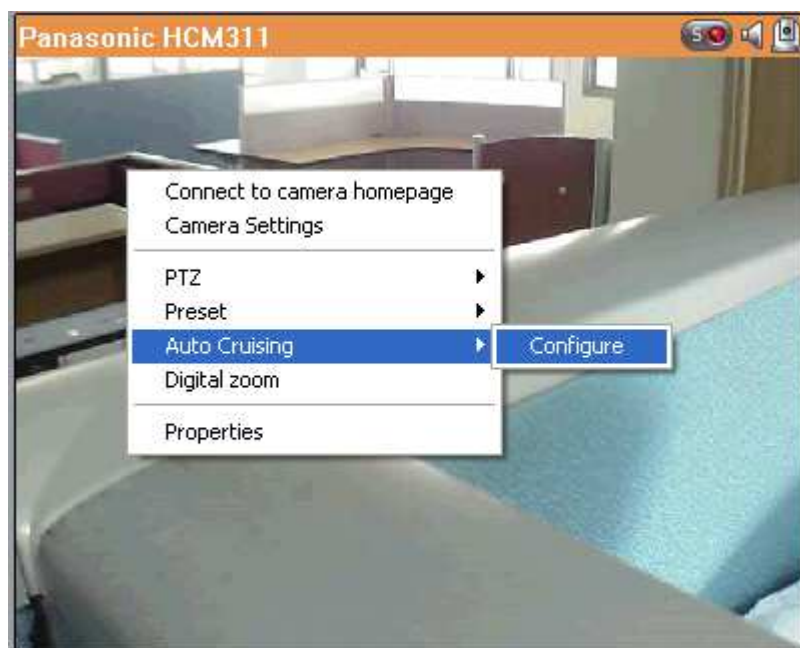 Panasonic HCM311
S
Connect to camera homepage
Camera Settings
PTZ
Preset
Auto Cruising
Configure
Digital zoom
Properties